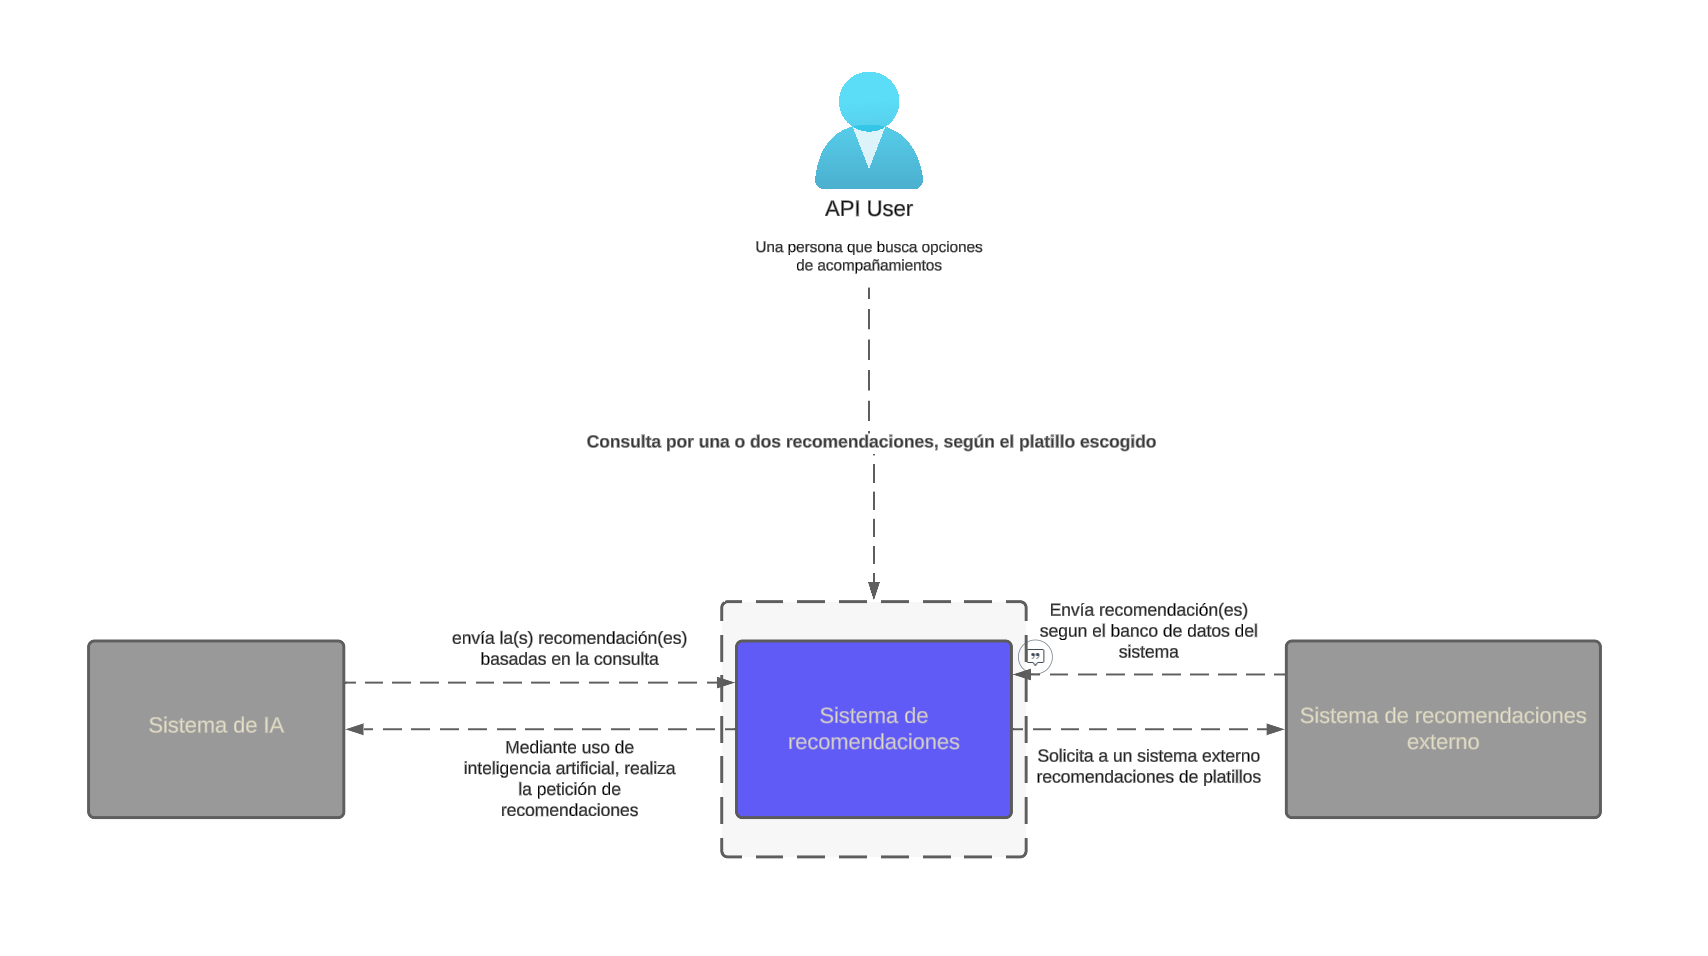 API User
Una persona que busca opciones
de acompañamientos
Consulta por una o dos recomendaciones, según el platillo escogido
envía la(s) recomendación(es)
basadas en la consulta
Envía recomendación(es)
segun el banco de datos del
sistema
Sistema de IA
Sistema de
recomendaciones
Sistema de recomendaciones
externo
Mediante uso de
inteligencia artificial, realiza
la petición de
recomendaciones
Solicita a un sistema externo
recomendaciones de platillos